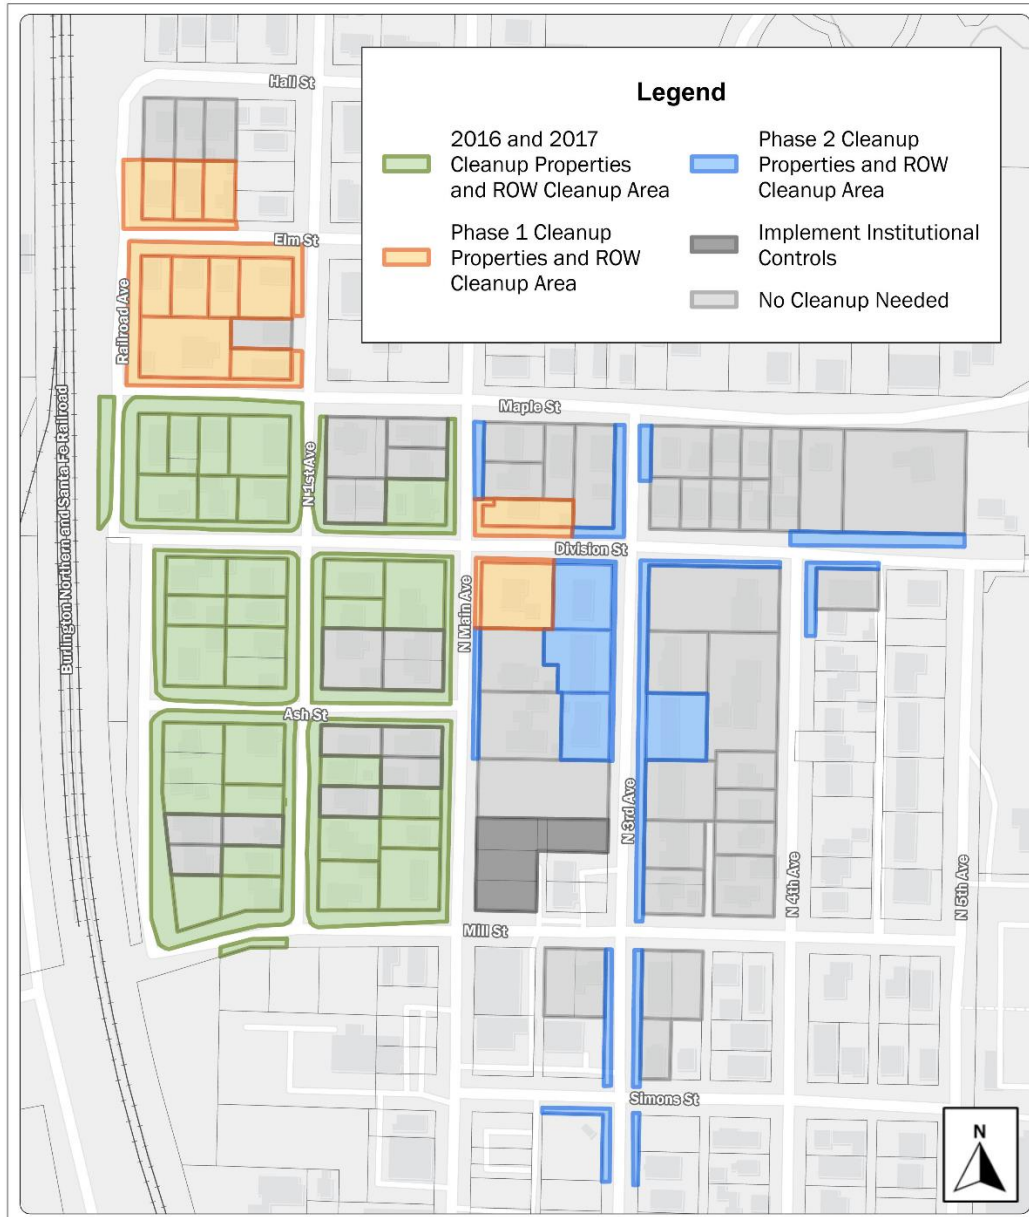 Hall St
Legend
2016 and 2017
Cleanup Properties
and ROW Cleanup Area
Phase 1 Cleanup
Properties and ROW
Cleanup Area
Phase 2 Cleanup
Properties and ROW
Cleanup Area
Implement Institutional
Controls
No Cleanup Needed
Elm St
Railroad Ave
Burlington Northern and Santa Fe Railroad
Maple St
N 1st Ave
Division St
N Main Ave
Ash St
N 3rd Ave
N 4th Ave
N 5th Ave
Mill St
Simons St
N